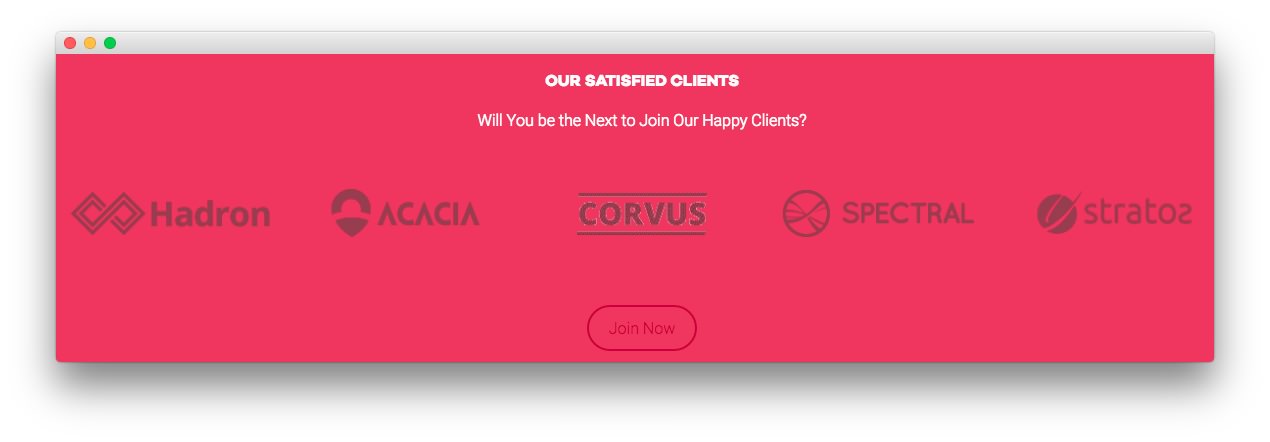 OUR SATISFIED CLIENTS
Will You be the Next to Join Our Happy Clients?
Hadron ACACIA CORVUS SPECTRAL stratos
Join Now